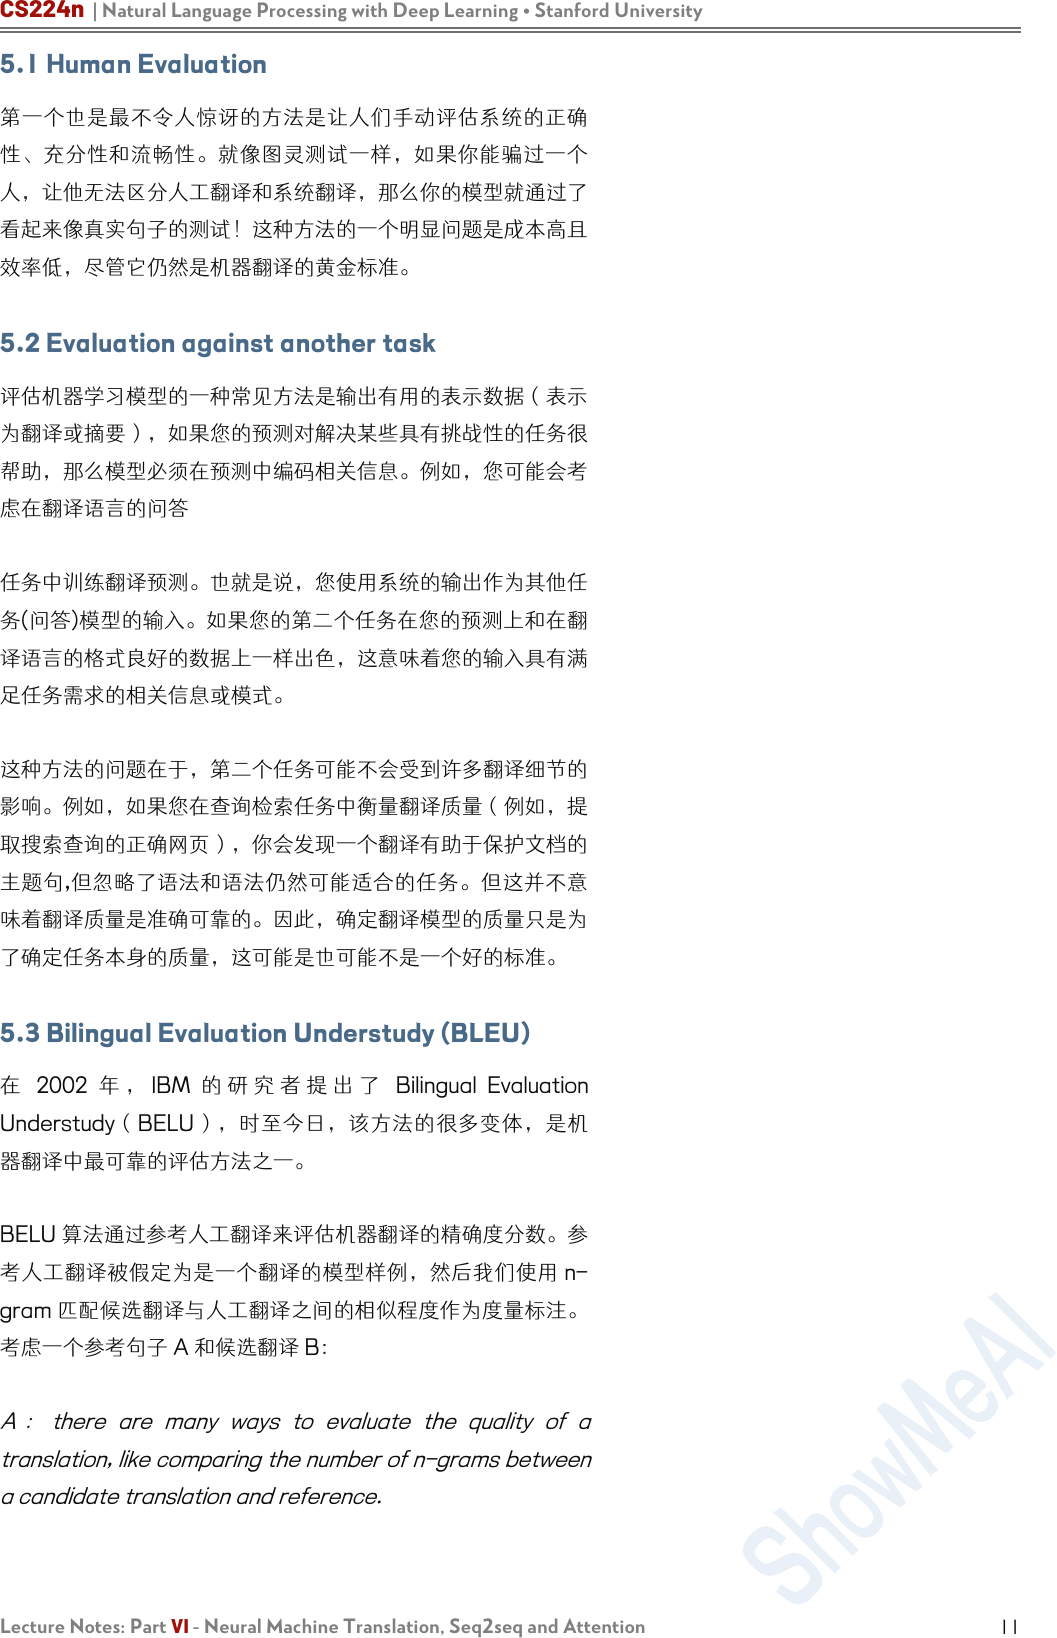 CS224n | Natural Language Processing with Deep Learning • Stanford University
5.1 Human Evaluation
第一个也是最不令人惊讶的方法是让人们手动评估系统的正确
性、充分性和流畅性。就像图灵测试一样，如果你能骗过一个
人，让他无法区分人工翻译和系统翻译，那么你的模型就通过了
看起来像真实句子的测试！这种方法的一个明显问题是成本高且
效率低，尽管它仍然是机器翻译的黄金标准。
5.2 Evaluation against another task
评估机器学习模型的一种常见方法是输出有用的表示数据（表示
为翻译或摘要），如果您的预测对解决某些具有挑战性的任务很
帮助，那么模型必须在预测中编码相关信息。例如，您可能会考
虑在翻译语言的问答
任务中训练翻译预测。也就是说，您使用系统的输出作为其他任
务(问答)模型的输入。如果您的第二个任务在您的预测上和在翻
译语言的格式良好的数据上一样出色，这意味着您的输入具有满
足任务需求的相关信息或模式。
这种方法的问题在于，第二个任务可能不会受到许多翻译细节的
影响。例如，如果您在查询检索任务中衡量翻译质量（例如，提
取搜索查询的正确网页），你会发现一个翻译有助于保护文档的
主题句,但忽略了语法和语法仍然可能适合的任务。但这并不意
味着翻译质量是准确可靠的。因此，确定翻译模型的质量只是为
了确定任务本身的质量，这可能是也可能不是一个好的标准。
5.3 Bilingual Evaluation Understudy (BLEU)
在 2002 年，IBM 的研究者提出了 Bilingual Evaluation
Understudy（BELU），时至今日，该方法的很多变体，是机
器翻译中最可靠的评估方法之一。
BELU 算法通过参考人工翻译来评估机器翻译的精确度分数。参
考人工翻译被假定为是一个翻译的模型样例，然后我们使用 n-
gram 匹配候选翻译与人工翻译之间的相似程度作为度量标注。
考虑一个参考句子 A 和候选翻译 B：
A： there are many ways to evaluate the quality of a
translation, like comparing the number of n-grams between
a candidate translation and reference.
ShowMeAI
Lecture Notes: Part VI - Neural Machine Translation, Seq2seq and Attention 11